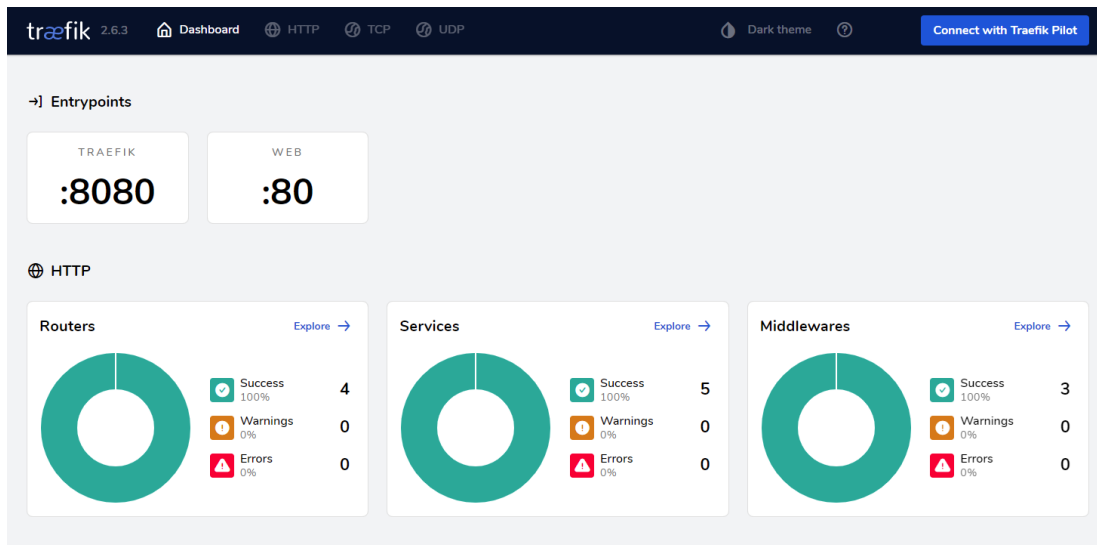 træfik 2.6.3 Dashboard HTTP TCP UDP Dark theme Connect with Traefik Pilot
Entrypoints
TRAEFIK
:8080
WEB
:80
HTTP
Routers Explore
Success 4
100%
Warnings 0
0%
Errors 0
0%
Services Explore
Success 5
100%
Warnings 0
0%
Errors 0
0%
Middlewares Explore
Success 3
100%
Warnings 0
0%
Errors 0
0%